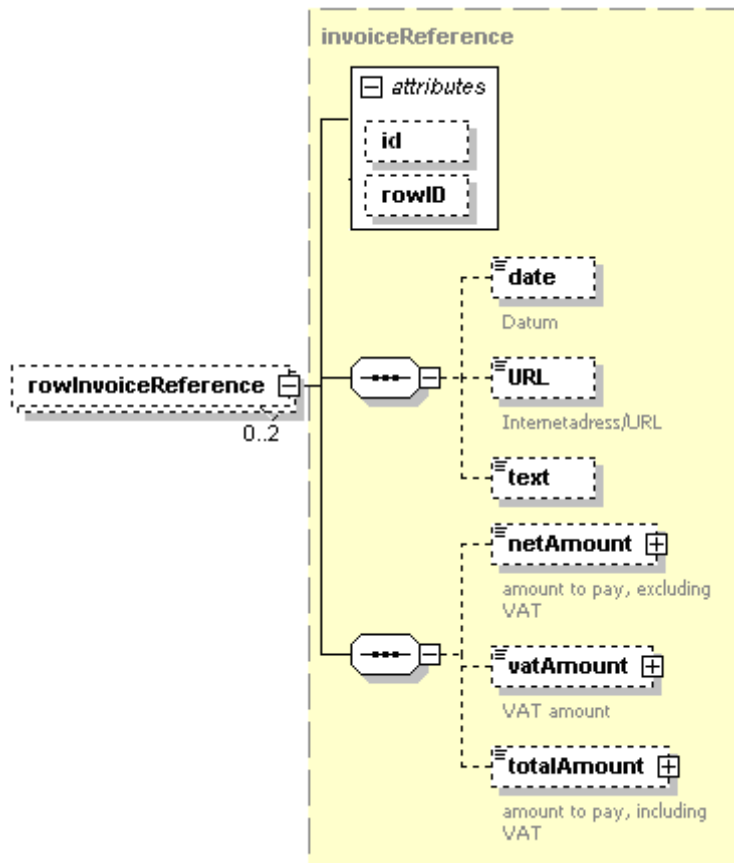 invoiceReference
attributes
id
rowID
date
Datum
rowInvoiceReference
0..2
URL
Internetadress/URL
text
netAmount
amount to pay, excluding
VAT
vatAmount
VAT amount
totalAmount
amount to pay, including
VAT